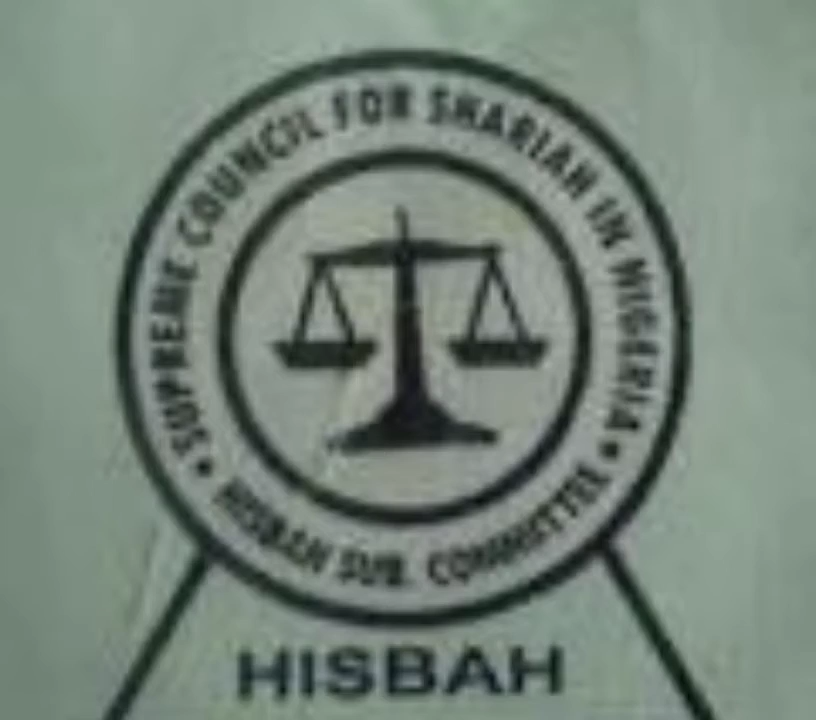 SUPREME COUNCIL FOR SHARIAH IN NIGERIA
HISBAH SUB. COMMITTEE
HISBAH